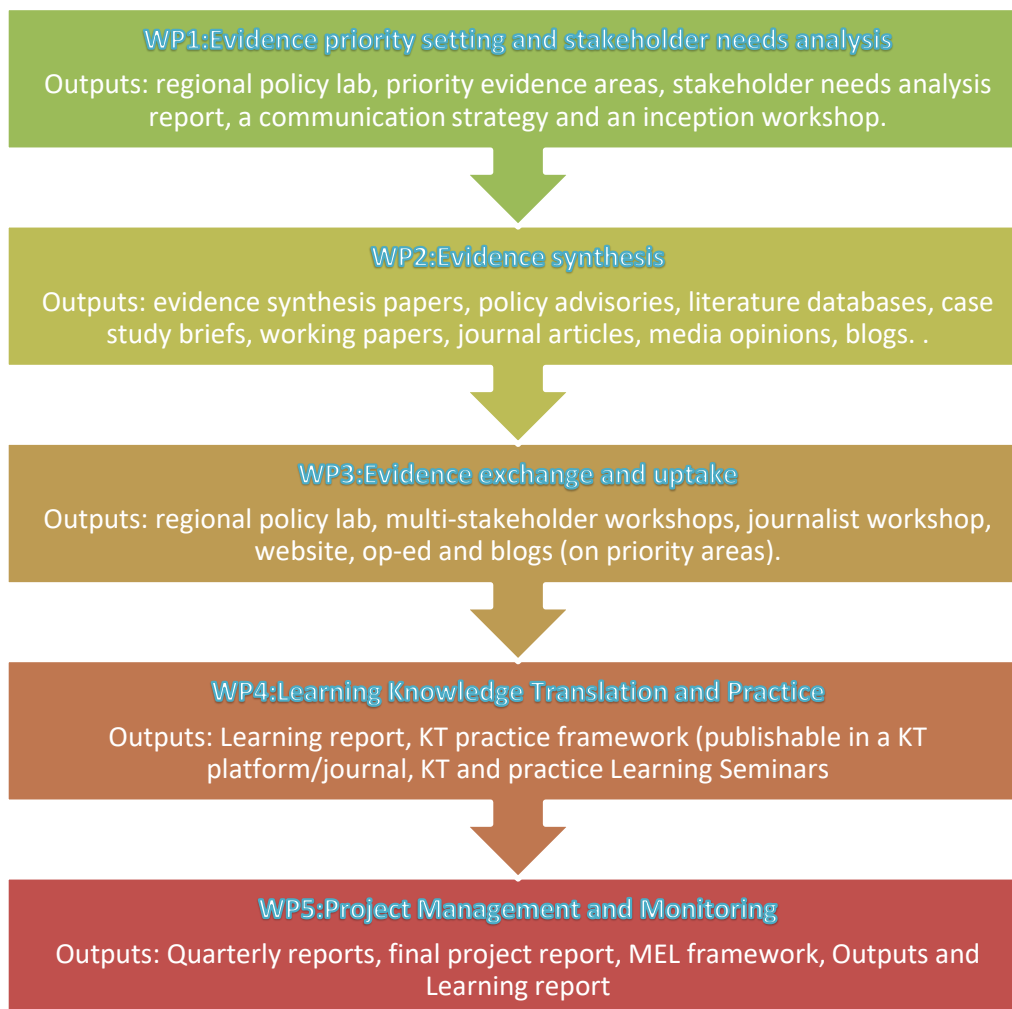 WP1:Evidence priority setting and stakeholder needs analysis
Outputs: regional policy lab, priority evidence areas, stakeholder needs analysis
report, a communication strategy and an inception workshop.
WP2:Evidence synthesis
Outputs: evidence synthesis papers, policy advisories, literature databases, case
study briefs, working papers, journal articles, media opinions, blogs. .
WP3:Evidence exchange and uptake
Outputs: regional policy lab, multi-stakeholder workshops, journalist workshop,
website, op-ed and blogs (on priority areas).
WP4:Learning Knowledge Translation and Practice
Outputs: Learning report, KT practice framework (publishable in a KT
platform/journal, KT and practice Learning Seminars
WP5:Project Management and Monitoring
Outputs: Quarterly reports, final project report, MEL framework, Outputs and
Learning report